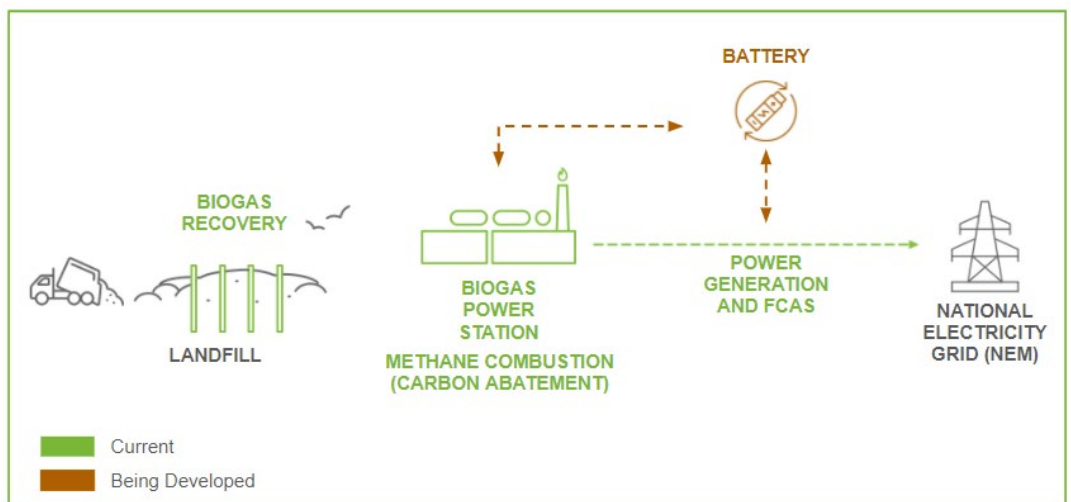 BATTERY
BIOGAS
RECOVERY
LANDFILL
BIOGAS
POWER
STATION
METHANE COMBUSTION
(CARBON ABATEMENT)
POWER
GENERATION
AND FCAS
NATIONAL
ELECTRICITY
GRID (NEM)
Current
Being Developed